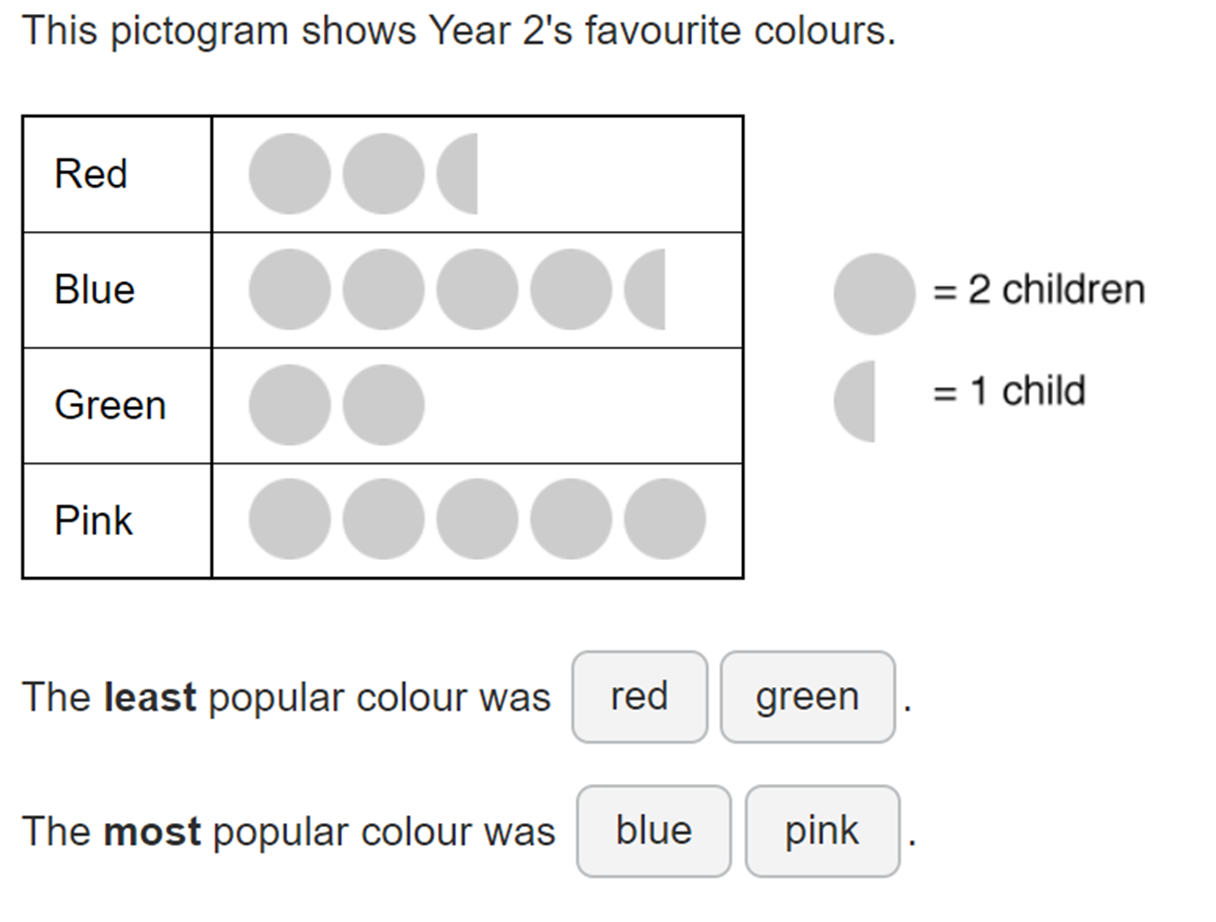 This pictogram shows Year 2's favourite colours.
Red
Blue
= 2 children
= 1 child
Green
Pink
The least popular colour was red green .
The most popular colour was blue pink .